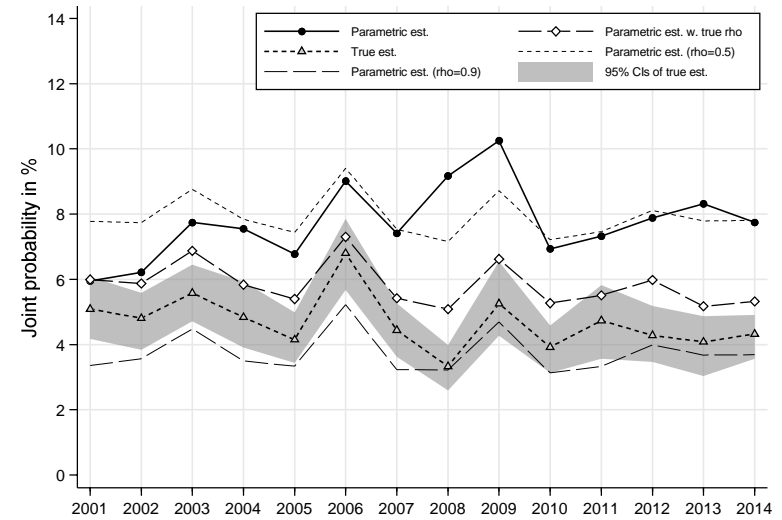 14
12
10
8
6
4
2
0
Joint probability in %
Parametric est.
True est.
Parametric est. (rho=0.9)
Parametric est. w. true rho
Parametric est. (rho=0.5)
95% CIs of true est.
2001 2002 2003 2004 2005 2006 2007 2008 2009 2010 2011 2012 2013 2014